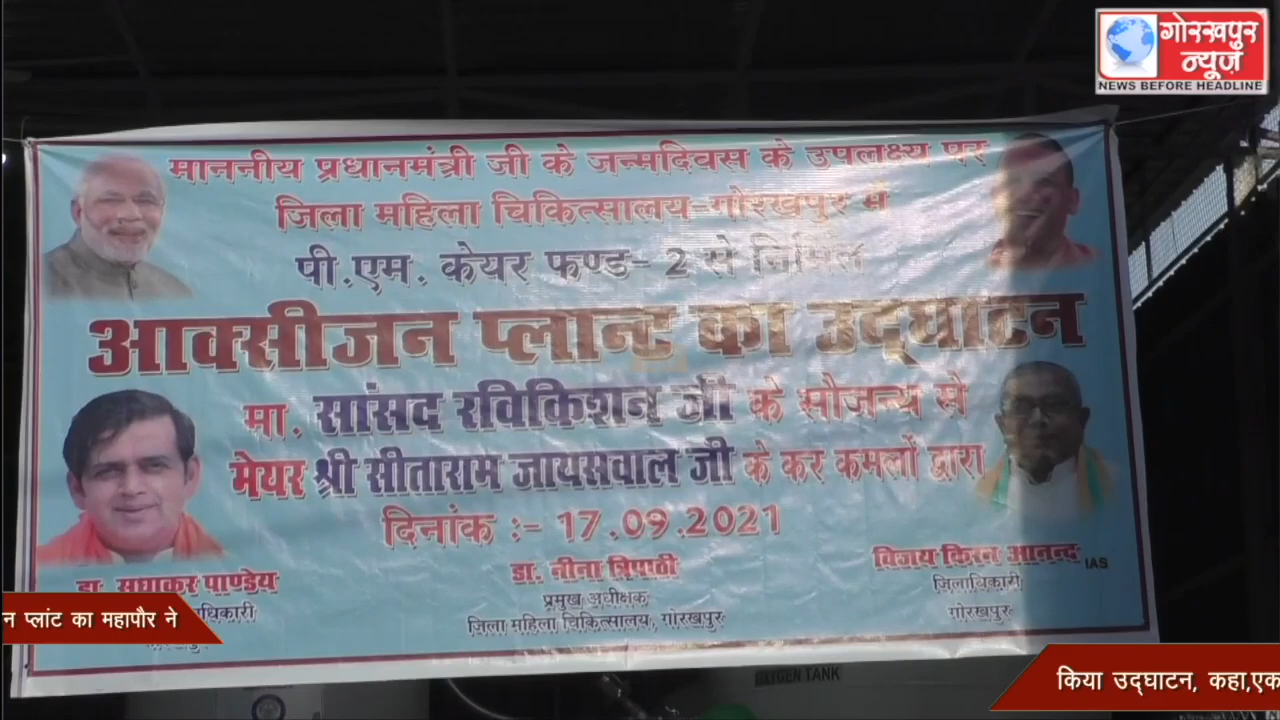 गोरखपुर
न्यूज़
NEWS BEFORE HEADLINE
माननीय प्रधानमंत्री जी के जन्मदिवस के उपलक्ष्य पर
जिला महिला चिकित्सालय-गोरखपुर में
पी.एम. केयर फण्ड- 2 से निर्मित
आक्सीजन प्लान्ट का उद्घाटन
मा. सांसद रविकिशन जी के सौजन्य से
मेयर श्री सीताराम जायसवाल जी के कर कमलों द्वारा
दिनांक :- 17.09.2021
डा. सुधाकर पाण्डेय
डा. नीना त्रिपाठी
प्रमुख अधीक्षक
जिला महिला चिकित्सालय, गोरखपुर
विजय किरन आनन्द IAS
जिलाधिकारी
गोरखपुर
न प्लांट का महापौर ने
OXYGEN TANK
किया उद्घाटन, कहा,एक